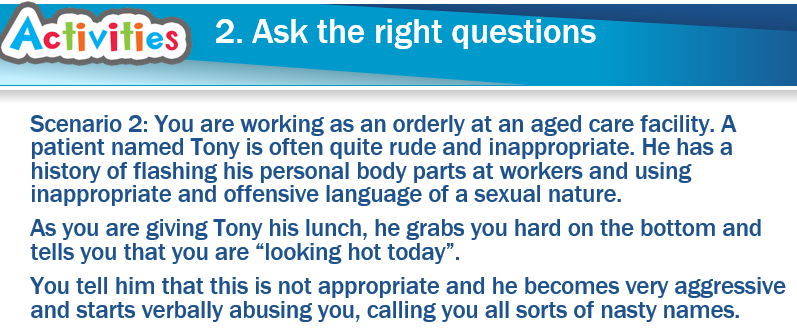 Activities
2. Ask the right questions
Scenario 2: You are working as an orderly at an aged care facility. A
patient named Tony is often quite rude and inappropriate. He has a
history of flashing his personal body parts at workers and using
inappropriate and offensive language of a sexual nature.
As you are giving Tony his lunch, he grabs you hard on the bottom and
tells you that you are “looking hot today”.
You tell him that this is not appropriate and he becomes very aggressive
and starts verbally abusing you, calling you all sorts of nasty names.